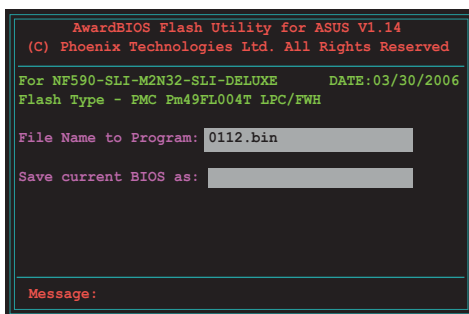 AwardBIOS Flash Utility for ASUS V1.14
(C) Phoenix Technologies Ltd. All Rights Reserved
For NF590-SLI-M2N32-SLI-DELUXE DATE:03/30/2006
Flash Type - PMC Pm49FL004T LPC/FWH
File Name to Program: 0112.bin
Save current BIOS as:
Message: